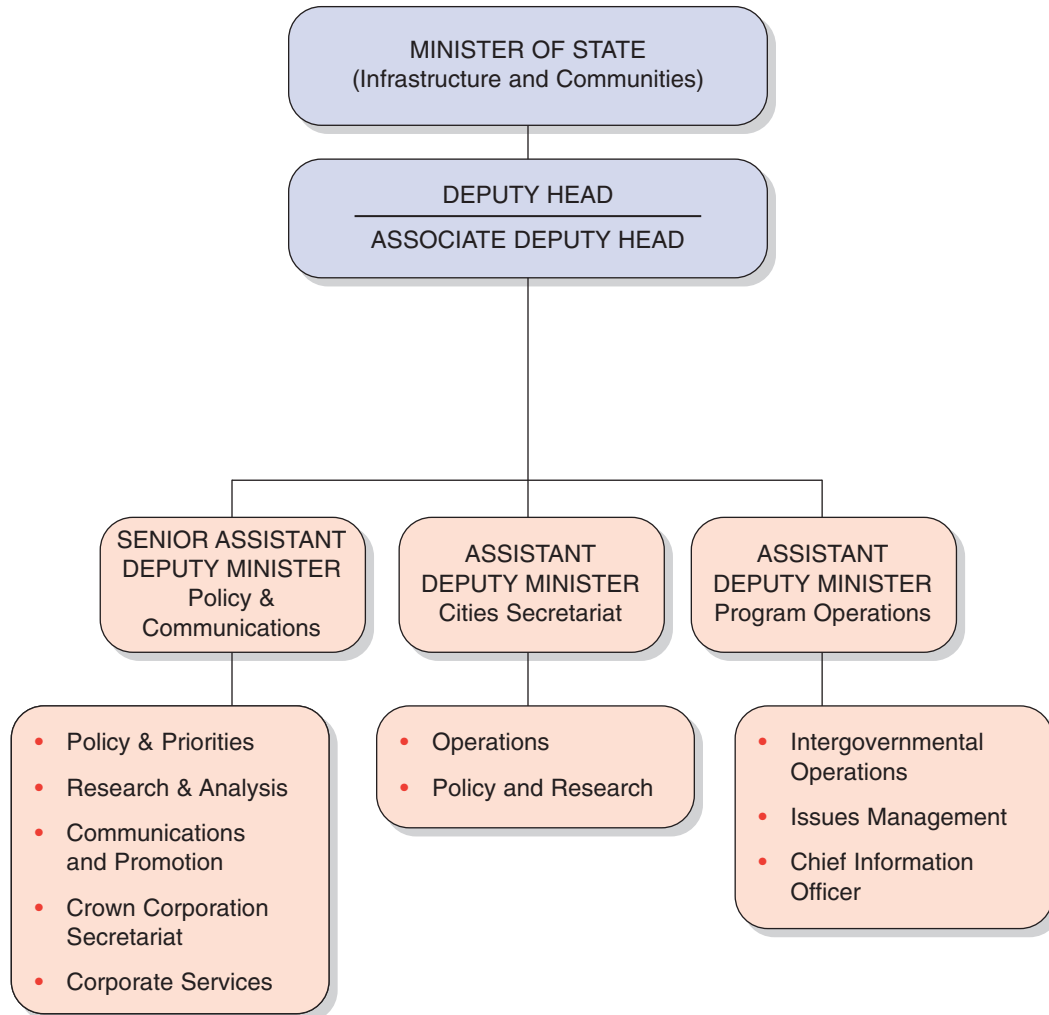 MINISTER OF STATE
(Infrastructure and Communities)
DEPUTY HEAD
ASSOCIATE DEPUTY HEAD
SENIOR ASSISTANT
DEPUTY MINISTER
Policy &
Communications
ASSISTANT
DEPUTY MINISTER
Cities Secretariat
ASSISTANT
DEPUTY MINISTER
Program Operations
• Policy & Priorities
• Research & Analysis
• Communications
and Promotion
• Crown Corporation
Secretariat
• Corporate Services
• Operations
• Policy and Research
• Intergovernmental
Operations
• Issues Management
• Chief Information
Officer